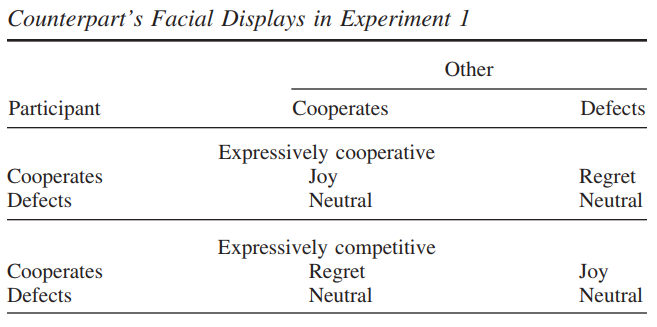 Counterpart's Facial Displays in Experiment 1
Other
Participant Cooperates Defects
Expressively cooperative
Cooperates Joy Regret
Defects Neutral Neutral
Expressively competitive
Cooperates Regret Joy
Defects Neutral Neutral